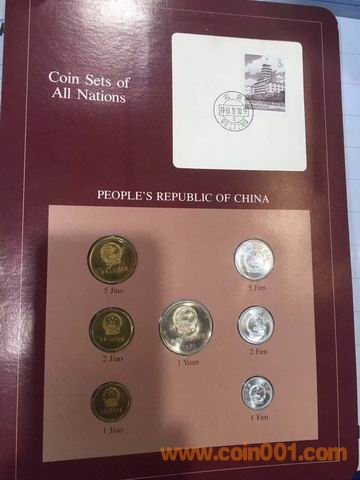 Coin Sets of
All Nations
PEOPLE'S REPUBLIC OF CHINA
5 Jiao
5 Fen
2 Jiao
1 Yuan
2 Fen
1 Jiao
1 Fen
BEIJING
www.coin001.com